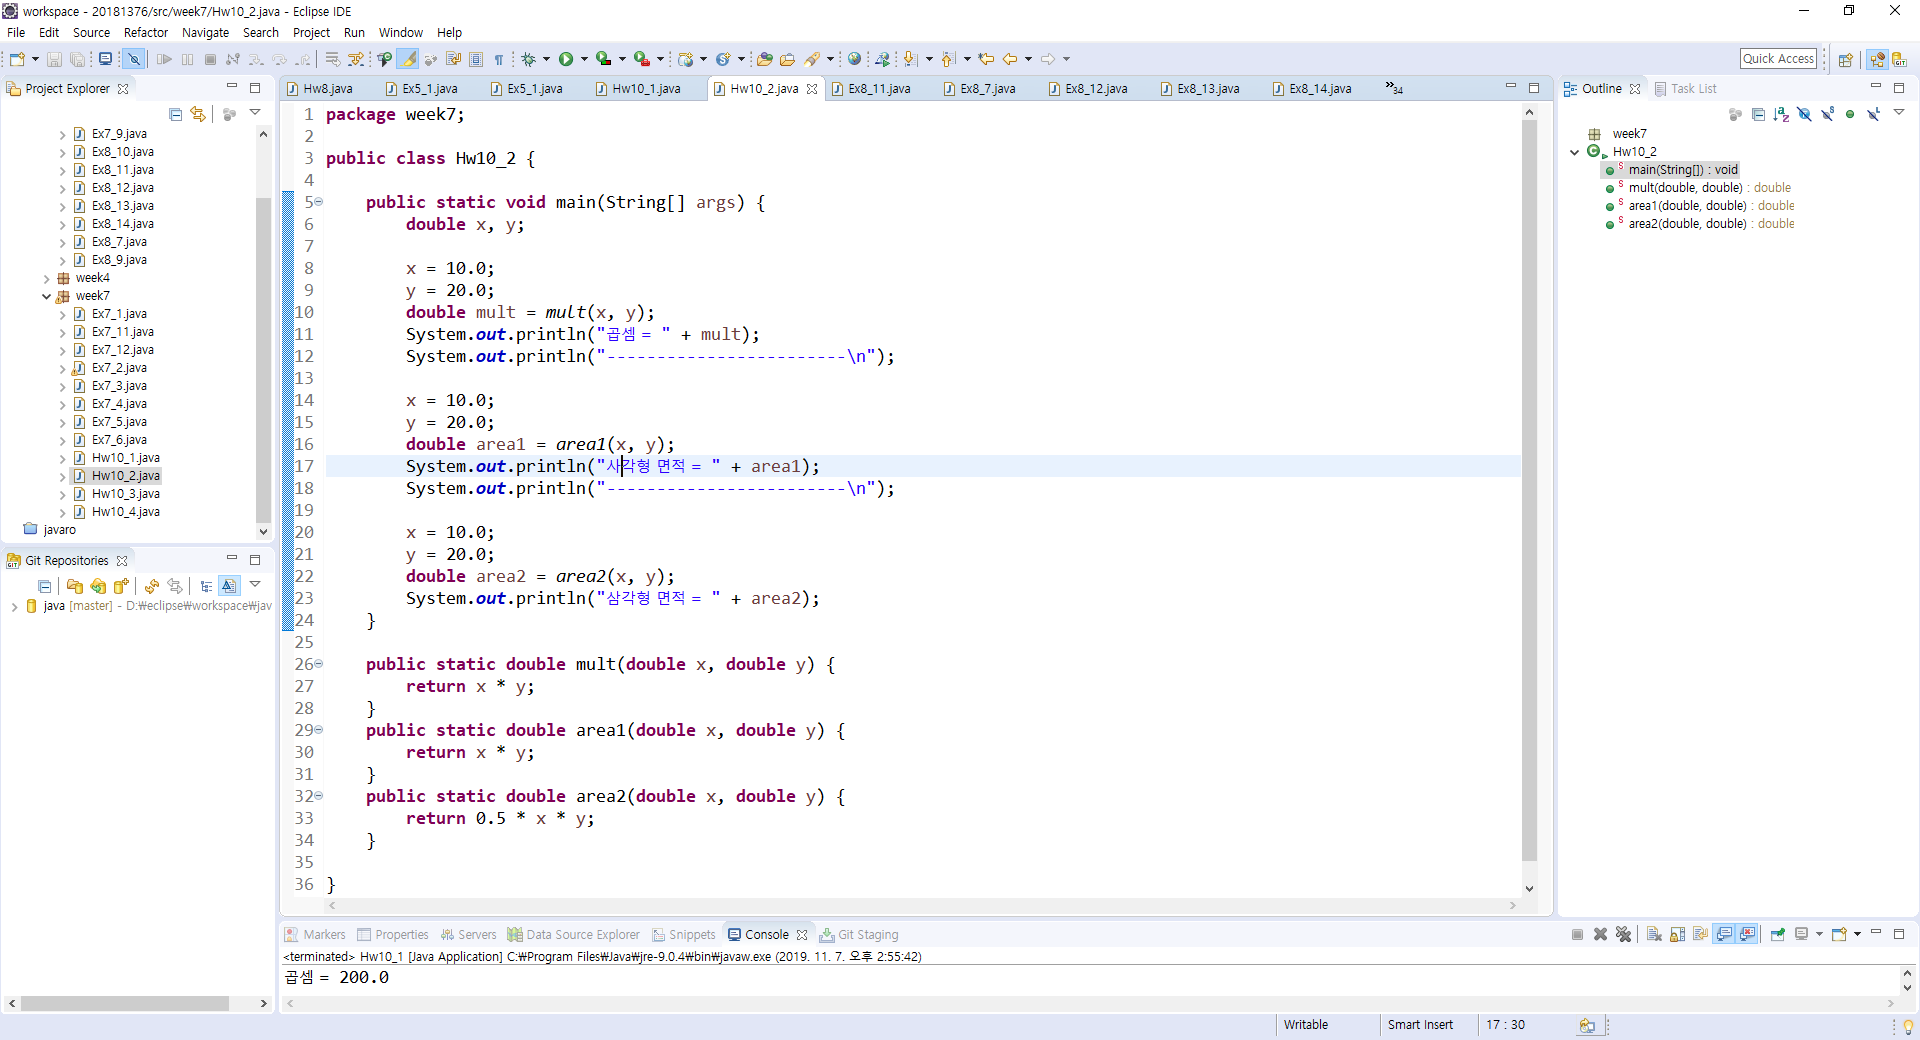 workspace - 20181376/src/week7/Hw10_2.java - Eclipse IDE
File Edit Source Refactor Navigate Search Project Run Window Help
Quick Access
Project Explorer
Ex7_9.java
Ex8_10.java
Ex8_11.java
Ex8_12.java
Ex8_13.java
Ex8_14.java
Ex8_7.java
Ex8_9.java
week4
week7
Ex7_1.java
Ex7_11.java
Ex7_12.java
Ex7_2.java
Ex7_3.java
Ex7_4.java
Ex7_5.java
Ex7_6.java
Hw10_1.java
Hw10_2.java
Hw10_3.java
Hw10_4.java
javaro
Git Repositories
java [master] - D:₩eclipse₩workspace₩jav
Hw8.java Ex5_1.java Ex5_1.java Hw10_1.java Hw10_2.java Ex8_11.java Ex8_7.java Ex8_12.java Ex8_13.java Ex8_14.java »34
1 package week7;
2
3 public class Hw10_2 {
4
5 public static void main(String[] args) {
6 double x, y;
7
8 x = 10.0;
9 y = 20.0;
10 double mult = mult(x, y);
11 System.out.println("곱셈 = " + mult);
12 System.out.println("------------------------\n");
13
14 x = 10.0;
15 y = 20.0;
16 double area1 = area1(x, y);
17 System.out.println("사각형 면적 = " + area1);
18 System.out.println("------------------------\n");
19
20 x = 10.0;
21 y = 20.0;
22 double area2 = area2(x, y);
23 System.out.println("삼각형 면적 = " + area2);
24 }
25
26 public static double mult(double x, double y) {
27 return x * y;
28 }
29 public static double area1(double x, double y) {
30 return x * y;
31 }
32 public static double area2(double x, double y) {
33 return 0.5 * x * y;
34 }
35
36 }
Outline Task List
week7
Hw10_2
main(String[]) : void
mult(double, double) : double
area1(double, double) : double
area2(double, double) : double
Markers Properties Servers Data Source Explorer Snippets Console Git Staging
<terminated> Hw10_1 [Java Application] C:₩Program Files₩Java₩jre-9.0.4₩bin₩javaw.exe (2019. 11. 7. 오후 2:55:42)
곱셈 = 200.0
Writable Smart Insert 17 : 30